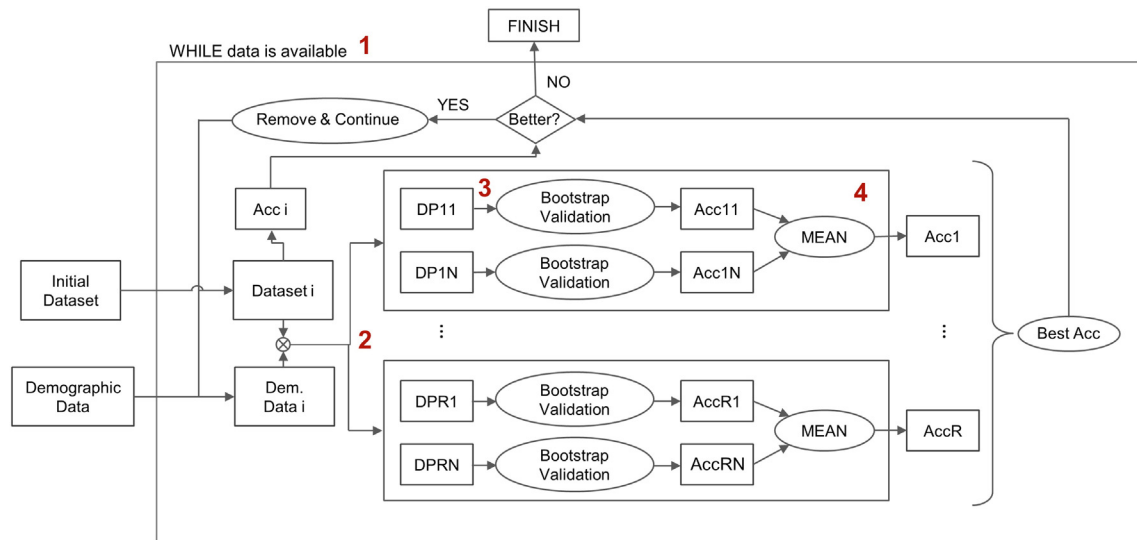 FINISH
WHILE data is available 1
NO
YES
Remove & Continue
Better?
Acc i
3
4
DP11
Bootstrap
Validation
Acc11
MEAN
Acc1
DP1N
Bootstrap
Validation
Acc1N
Initial
Dataset
Dataset i
2
⋮
⋮
Best Acc
Demographic
Data
Dem.
Data i
DPR1
Bootstrap
Validation
AccR1
MEAN
AccR
DPRN
Bootstrap
Validation
AccRN